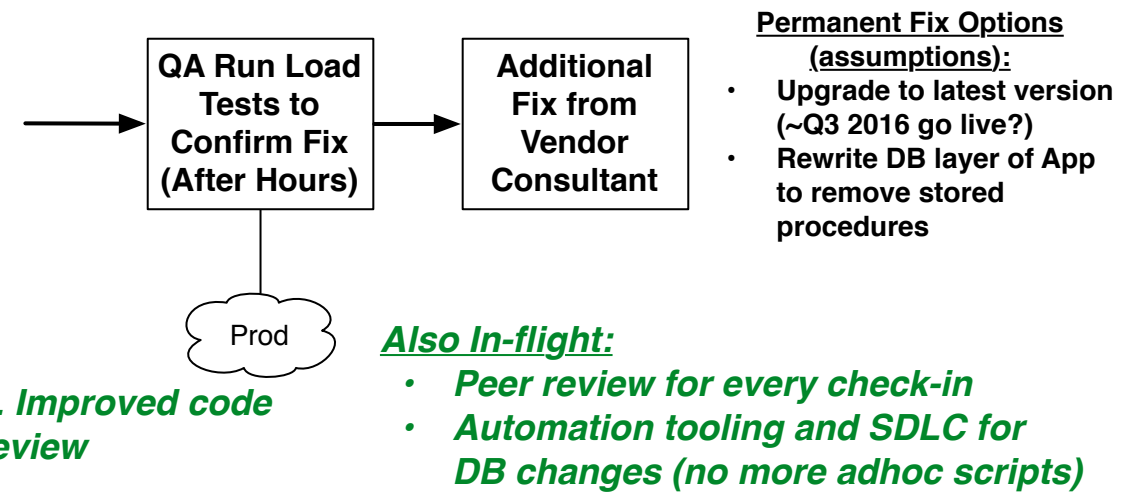 QA Run Load
Tests to
Confirm Fix
(After Hours)
Additional
Fix from
Vendor
Consultant
Permanent Fix Options
(assumptions):
• Upgrade to latest version
(~Q3 2016 go live?)
• Rewrite DB layer of App
to remove stored
procedures
Prod
. Improved code
eview
Also In-flight:
• Peer review for every check-in
• Automation tooling and SDLC for
DB changes (no more adhoc scripts)